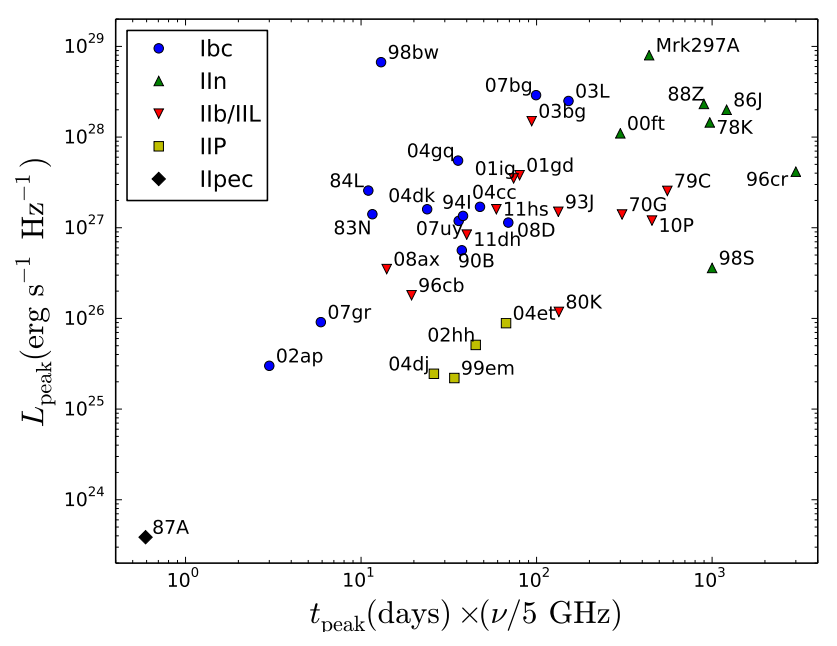 10^29
10^28
10^27
10^26
10^25
10^24
L_peak(erg s^−1 Hz^−1)
Ibc
IIn
IIb/IIL
IIP
IIpec
Mrk297A
98bw
07bg
03L
88Z
86J
03bg
00ft
78K
04gq
01ig
01gd
96cr
84L
04dk
94I
04cc
79C
83N
07uy
11hs
93J
70G
08D
10P
11dh
90B
08ax
98S
96cb
07gr
04et
80K
02hh
02ap
04dj
99em
87A
10^0
10^1
10^2
10^3
t_peak(days) ×(ν/5 GHz)